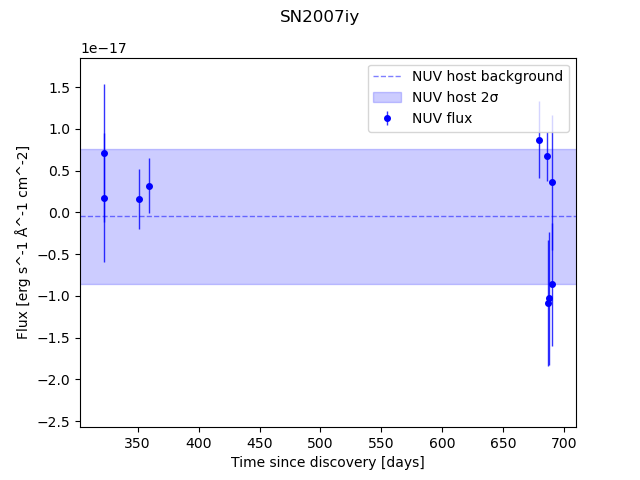 SN2007iy
1e−17
NUV host background
NUV host 2σ
NUV flux
1.5
1.0
0.5
0.0
−0.5
−1.0
−1.5
−2.0
−2.5
Flux [erg s^-1 Å^-1 cm^-2]
350 400 450 500 550 600 650 700
Time since discovery [days]